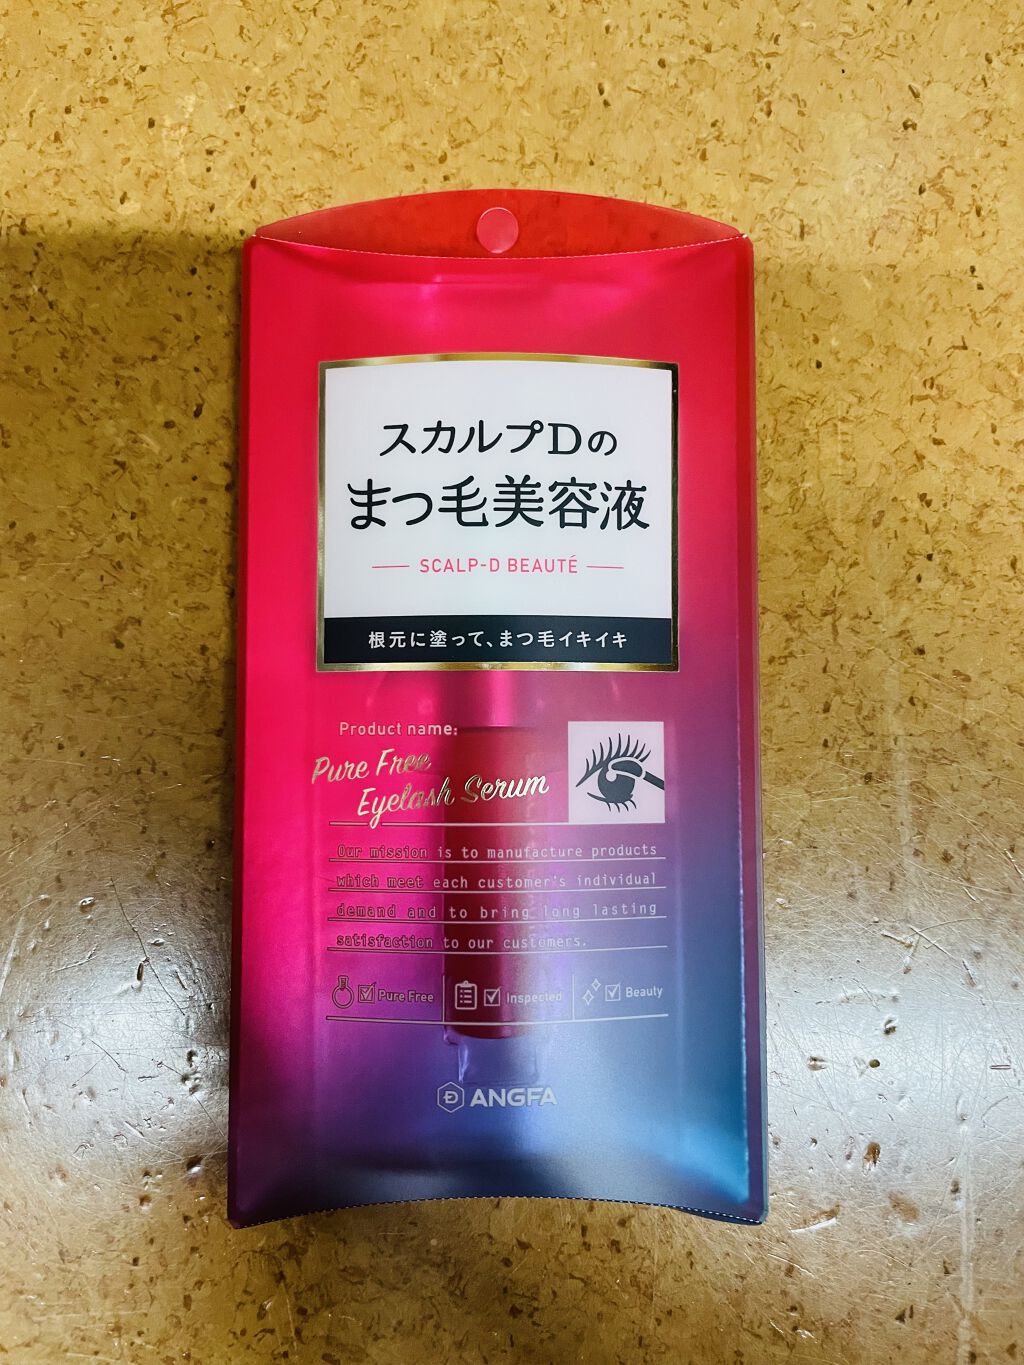 スカルプDの
まつ毛美容液
SCALP-D BEAUTÉ
根元に塗って、まつ毛イキイキ
Product name:
Pure Free
Eyelash Serum
Our mission is to manufacture products
which meet each customer's individual
demand and to bring long lasting
satisfaction to our customers.
Pure Free Inspected Beauty
ANGFA